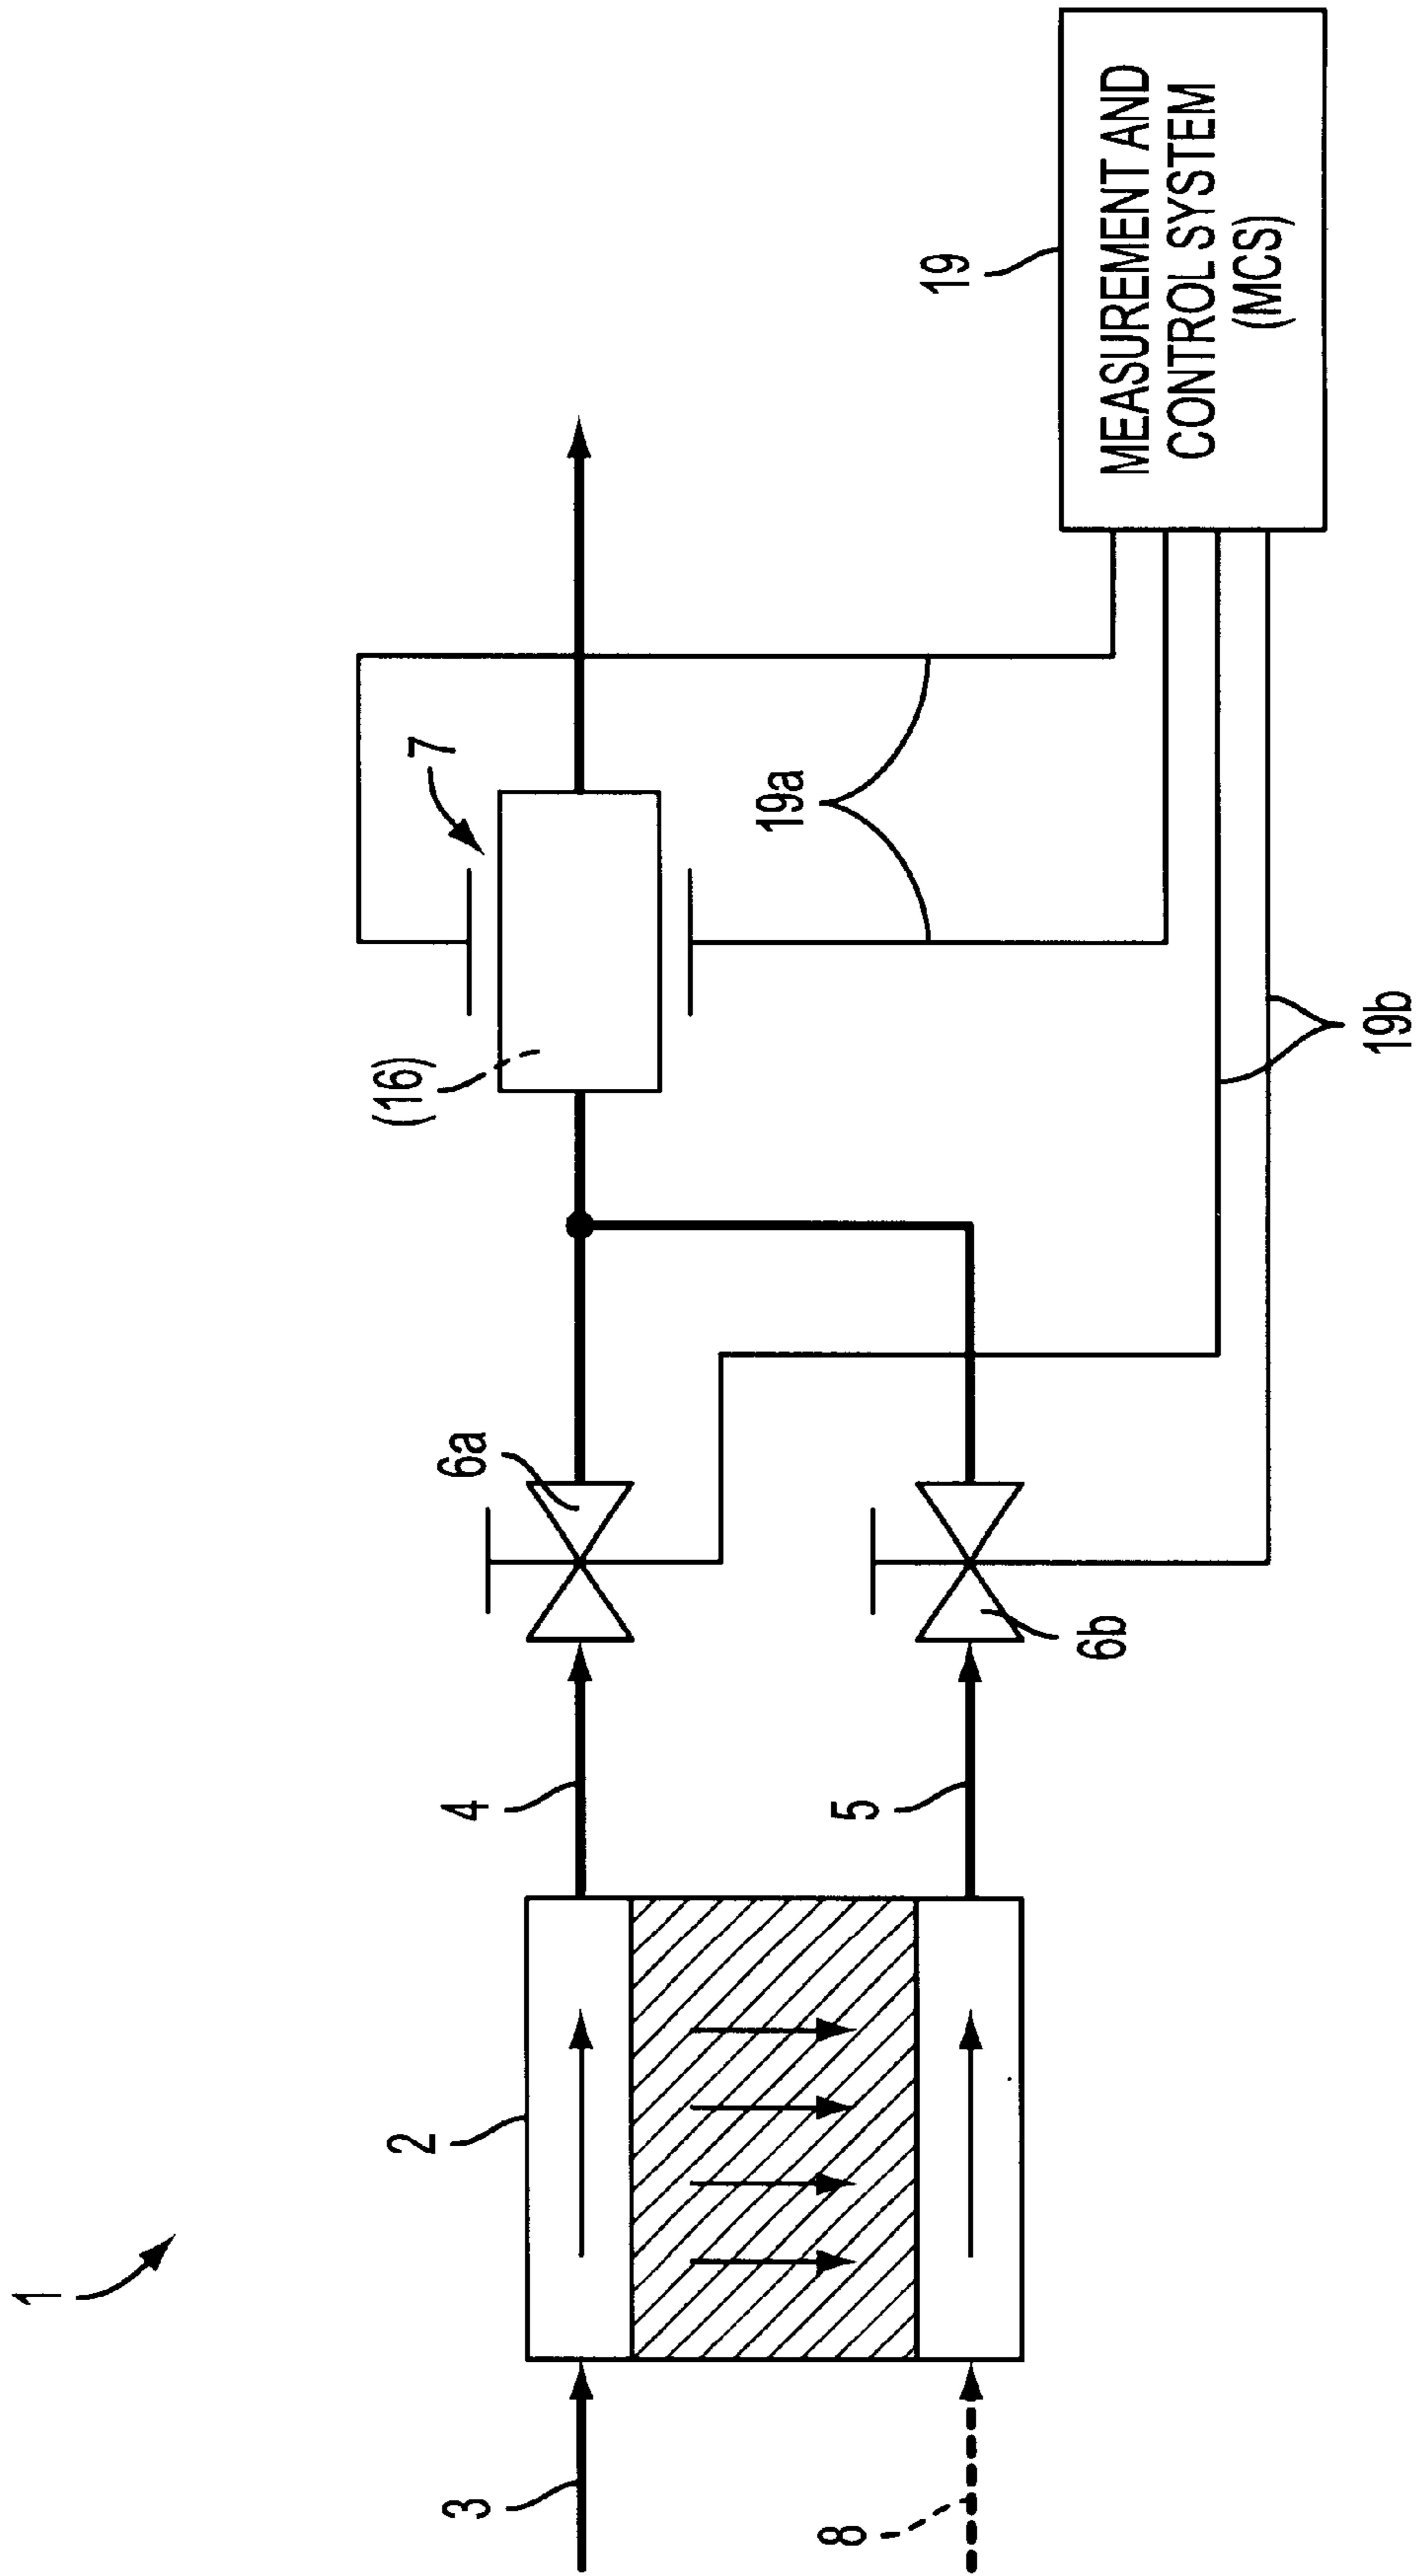 1
2
3
4
5
6a
6b
7
8
(16)
19
19a
19b
MEASUREMENT AND
CONTROL SYSTEM
(MCS)